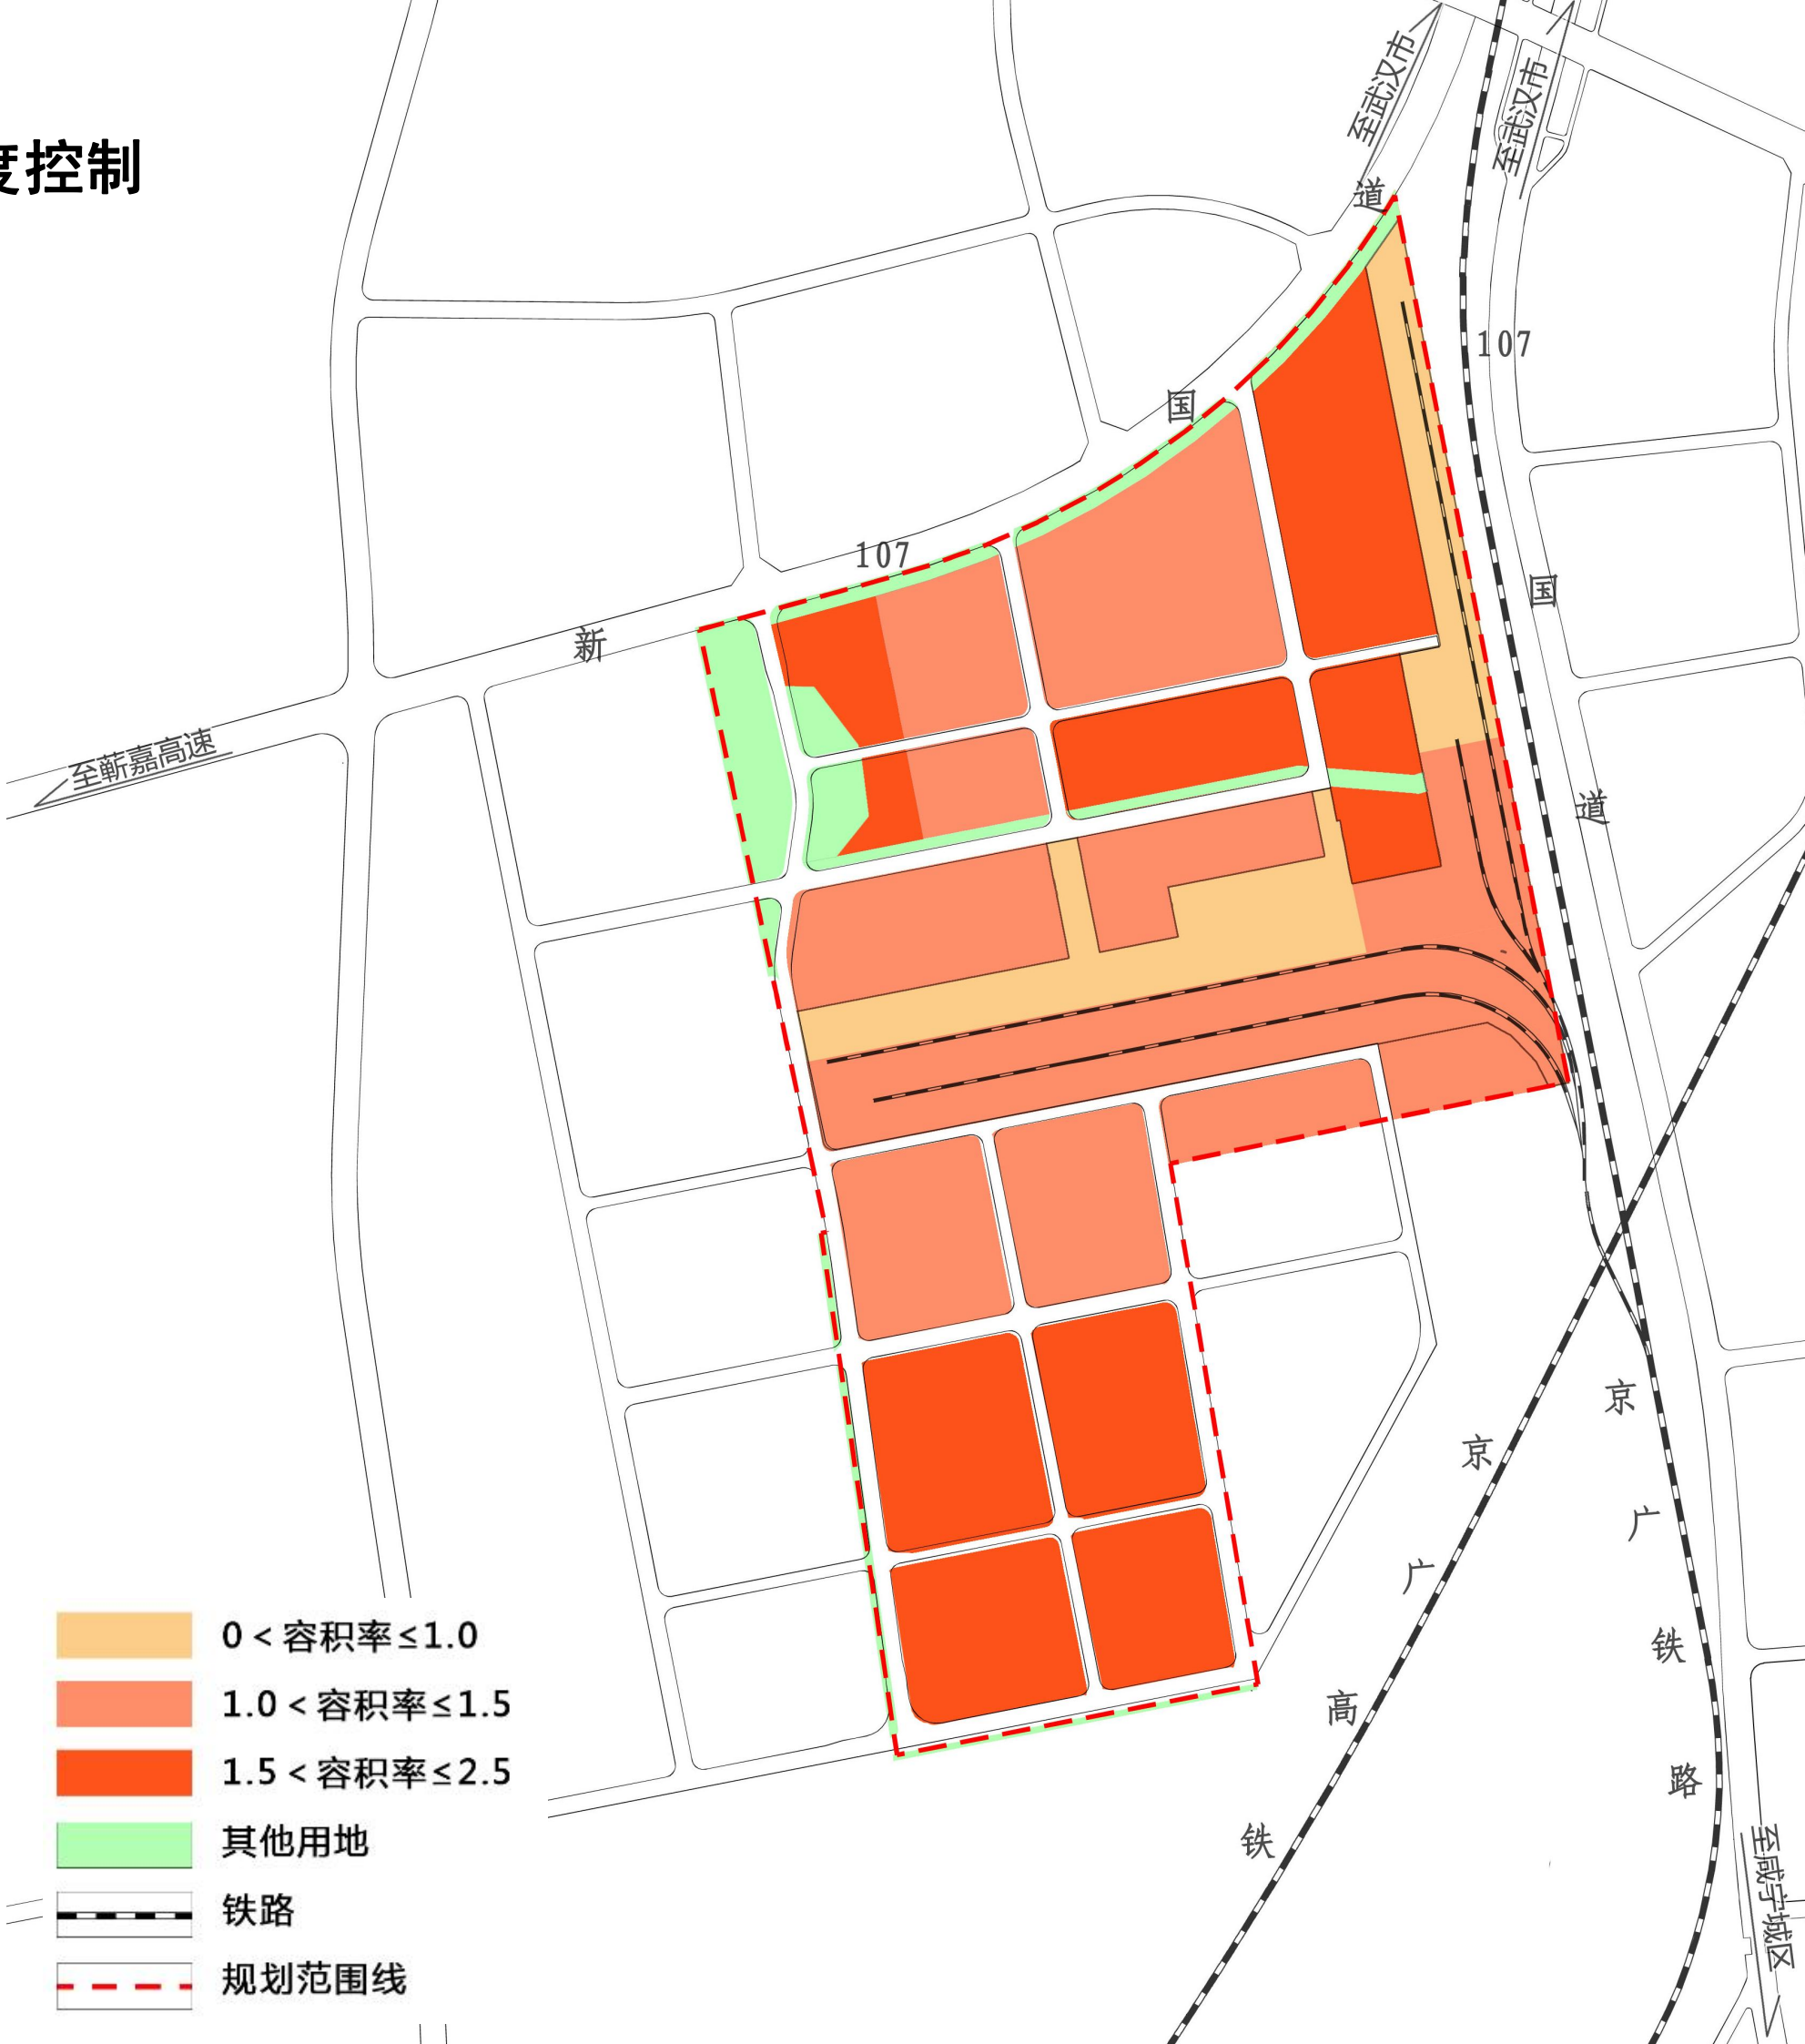 度控制
至武汉市
至武汉市
新
107
国
道
107
国
道
至蕲嘉高速
京
广
铁
路
京
广
高
铁
至咸宁城区
0<容积率≤1.0
1.0<容积率≤1.5
1.5<容积率≤2.5
其他用地
铁路
规划范围线